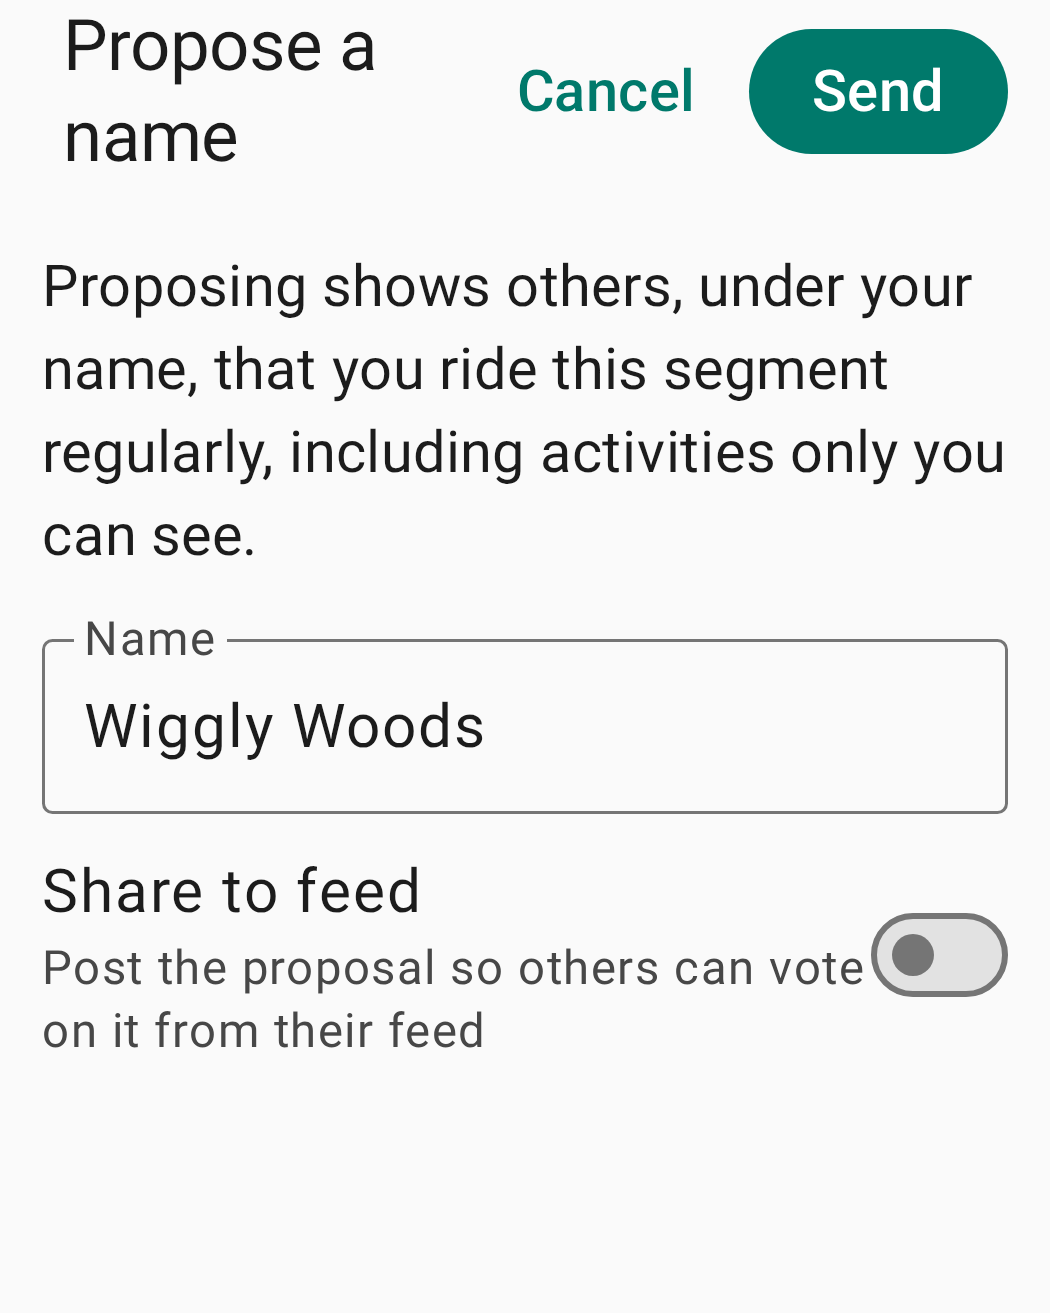 Propose a
name
Cancel
Send
Proposing shows others, under your
name, that you ride this segment
regularly, including activities only you
can see.
Name
Wiggly Woods
Share to feed
Post the proposal so others can vote
on it from their feed